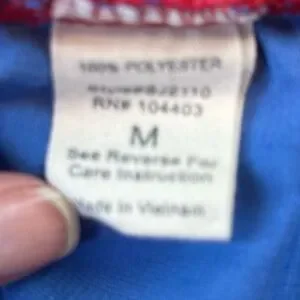 100% POLYESTER
RN# 104403
M
See Reverse For
Care Instruction
Made in Vietnam